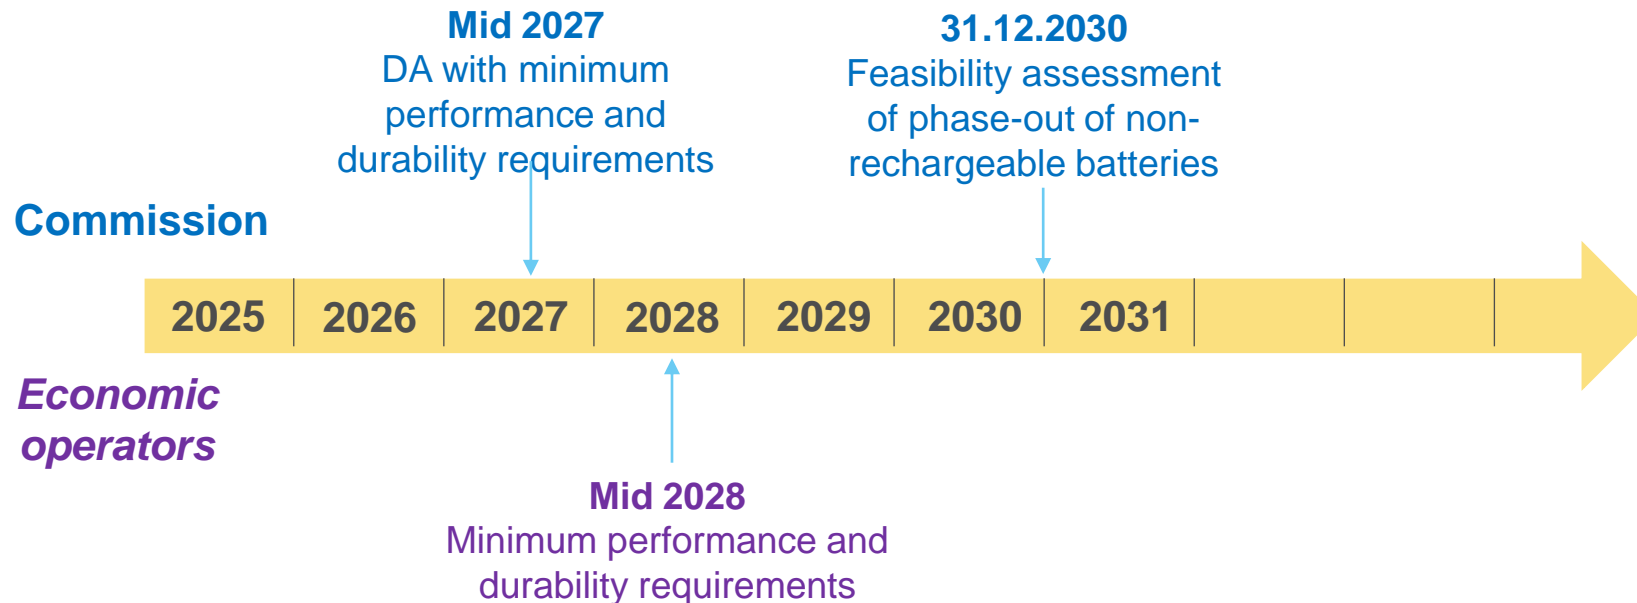 Mid 2027
DA with minimum
performance and
durability requirements
31.12.2030
Feasibility assessment
of phase-out of non-
rechargeable batteries
Commission
2025 2026 2027 2028 2029 2030 2031
Economic
operators
Mid 2028
Minimum performance and
durability requirements